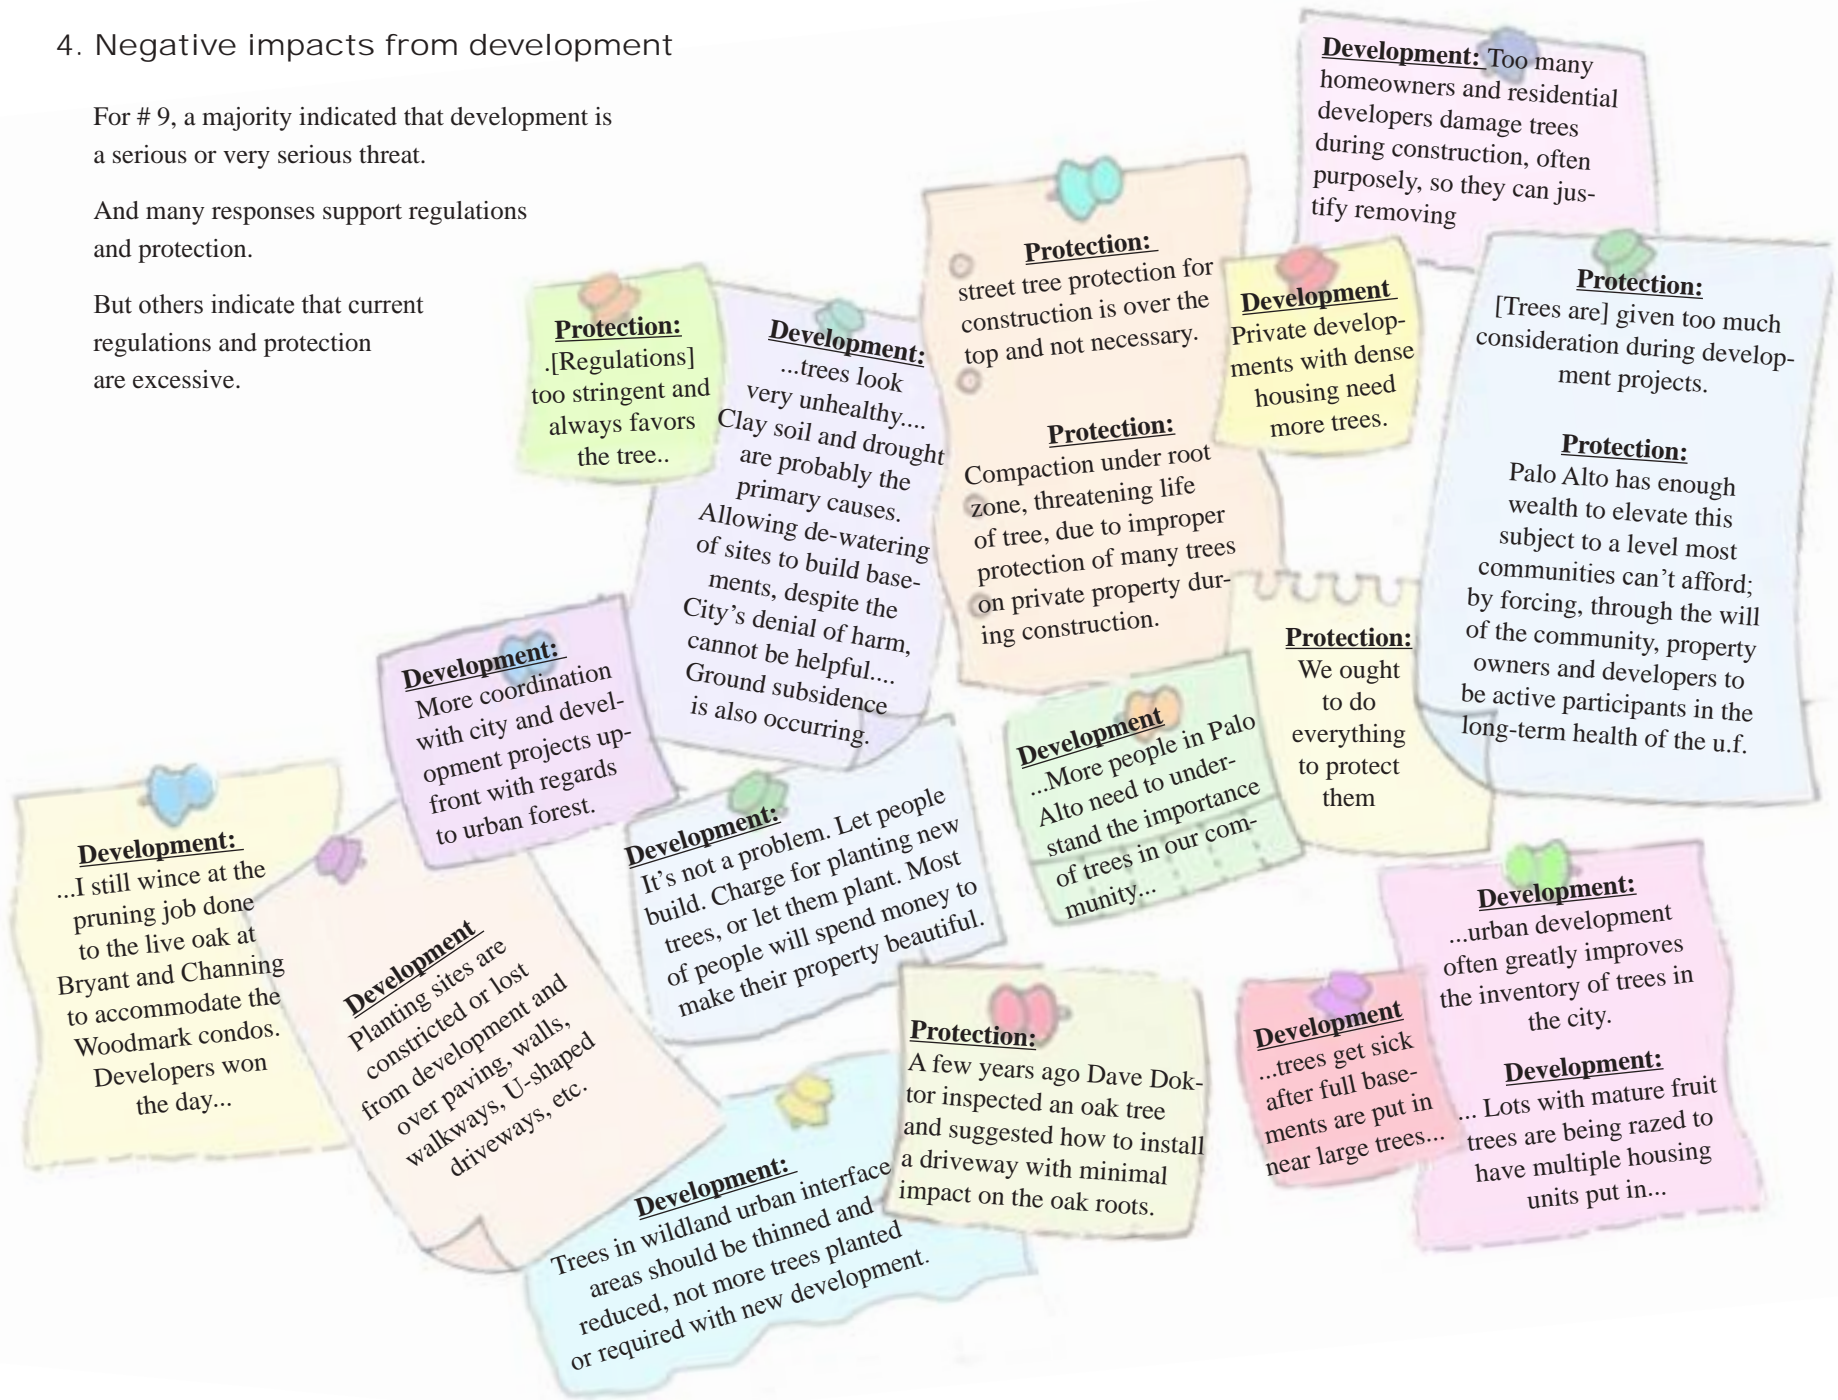 4. Negative impacts from development
For # 9, a majority indicated that development is
a serious or very serious threat.
And many responses support regulations
and protection.
But others indicate that current
regulations and protection
are excessive.
Development: Too many
homeowners and residential
developers damage trees
during construction, often
purposely, so they can jus-
tify removing
Protection:
street tree protection for
construction is over the
top and not necessary.
Protection:
Compaction under root
zone, threatening life
of tree, due to improper
protection of many trees
on private property dur-
ing construction.
Development
Private develop-
ments with dense
housing need
more trees.
Protection:
[Trees are] given too much
consideration during develop-
ment projects.
Protection:
Palo Alto has enough
wealth to elevate this
subject to a level most
communities can't afford;
by forcing, through the will
of the community, property
owners and developers to
be active participants in the
long-term health of the u.f.
Protection:
.[Regulations]
too stringent and
always favors
the tree..
Development:
...trees look
very unhealthy....
Clay soil and drought
are probably the
primary causes.
Allowing de-watering
of sites to build base-
ments, despite the
City's denial of harm,
cannot be helpful....
Ground subsidence
is also occurring.
Development:
More coordination
with city and devel-
opment projects up-
front with regards
to urban forest.
Protection:
We ought
to do
everything
to protect
them
Development
...More people in Palo
Alto need to under-
stand the importance
of trees in our com-
munity...
Development:
...I still wince at the
pruning job done
to the live oak at
Bryant and Channing
to accommodate the
Woodmark condos.
Developers won
the day...
Development
Planting sites are
constricted or lost
from development and
over paving, walls,
walkways, U-shaped
driveways, etc.
Development:
It's not a problem. Let people
build. Charge for planting new
trees, or let them plant. Most
of people will spend money to
make their property beautiful.
Protection:
A few years ago Dave Dok-
tor inspected an oak tree
and suggested how to install
a driveway with minimal
impact on the oak roots.
Development
...trees get sick
after full base-
ments are put in
near large trees...
Development:
...urban development
often greatly improves
the inventory of trees in
the city.
Development:
... Lots with mature fruit
trees are being razed to
have multiple housing
units put in...
Development:
Trees in wildland urban interface
areas should be thinned and
reduced, not more trees planted
or required with new development.